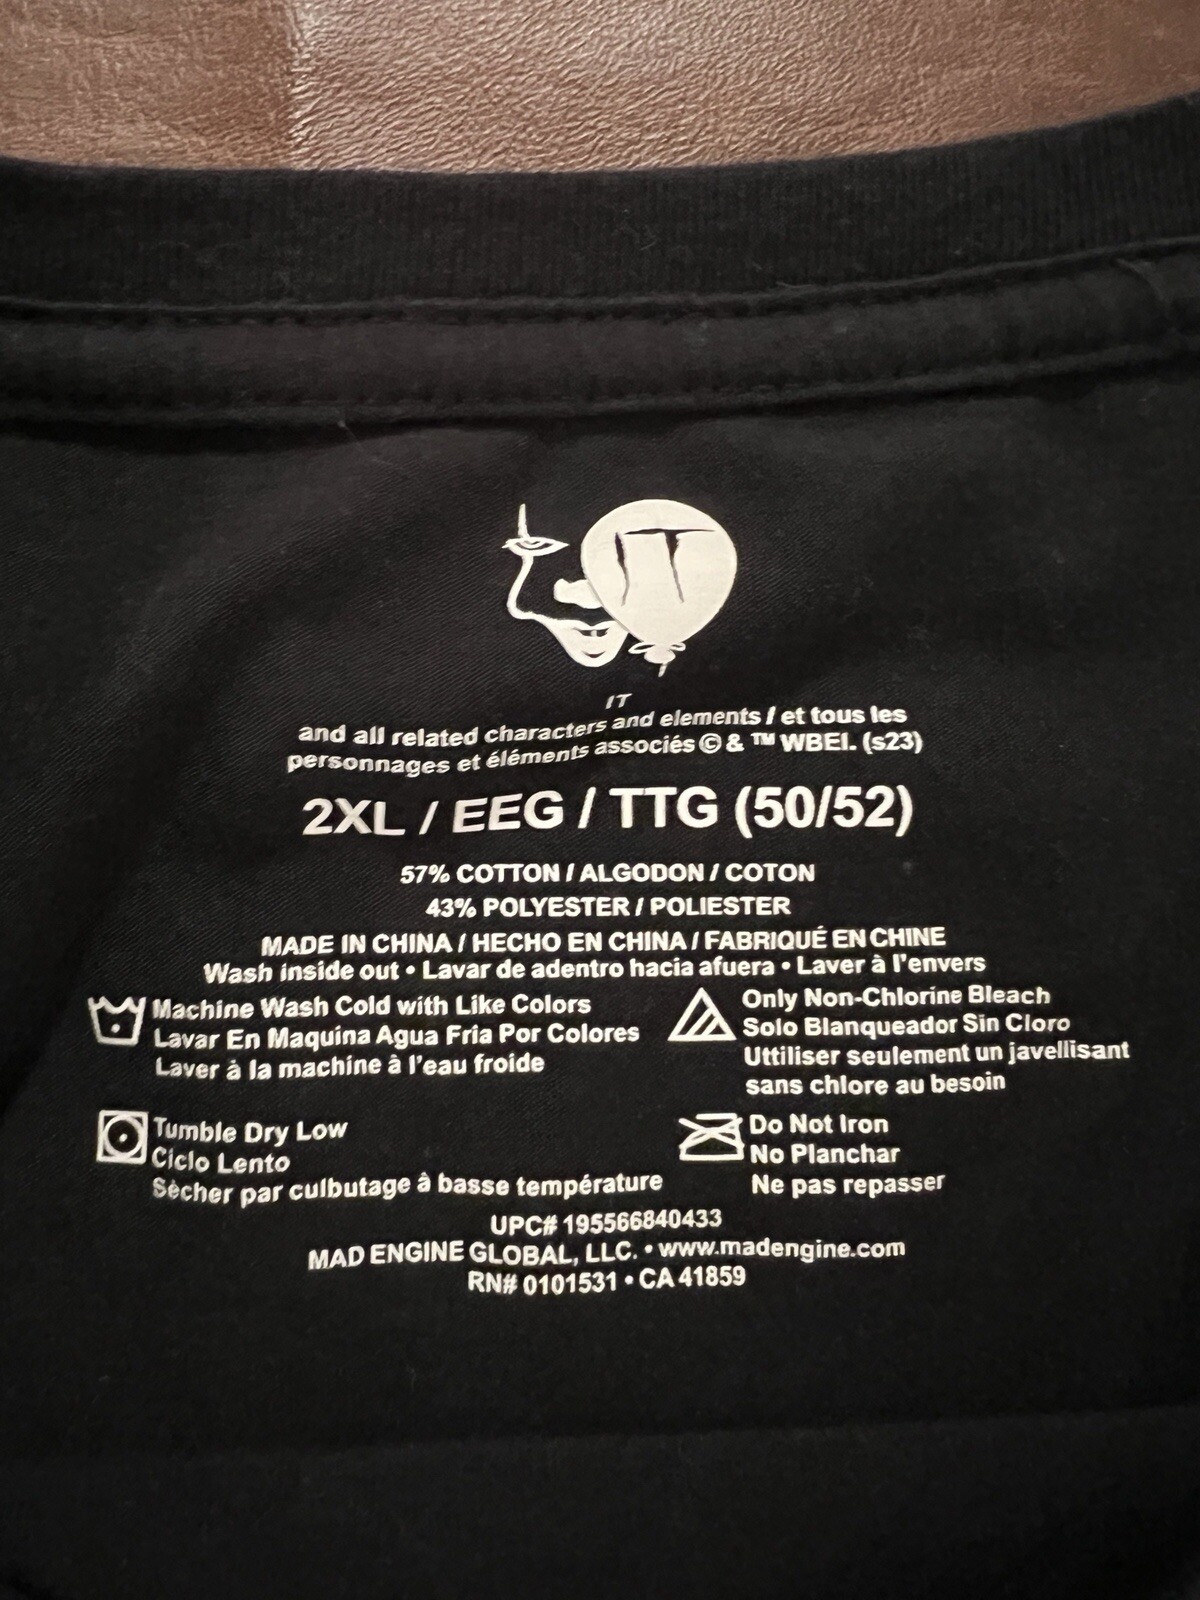 IT
IT
and all related characters and elements / et tous les
personnages et éléments associés © & ™ WBEI. (s23)
2XL / EEG / TTG (50/52)
57% COTTON / ALGODON / COTON
43% POLYESTER / POLIESTER
MADE IN CHINA / HECHO EN CHINA / FABRIQUÉ EN CHINE
Wash inside out • Lavar de adentro hacia afuera • Laver à l'envers
Machine Wash Cold with Like Colors
Lavar En Maquina Agua Fria Por Colores
Laver à la machine à l'eau froide
Only Non-Chlorine Bleach
Solo Blanqueador Sin Cloro
Uttiliser seulement un javellisant
sans chlore au besoin
Tumble Dry Low
Ciclo Lento
Sècher par culbutage à basse température
Do Not Iron
No Planchar
Ne pas repasser
UPC# 195566840433
MAD ENGINE GLOBAL, LLC. • www.madengine.com
RN# 0101531 • CA 41859